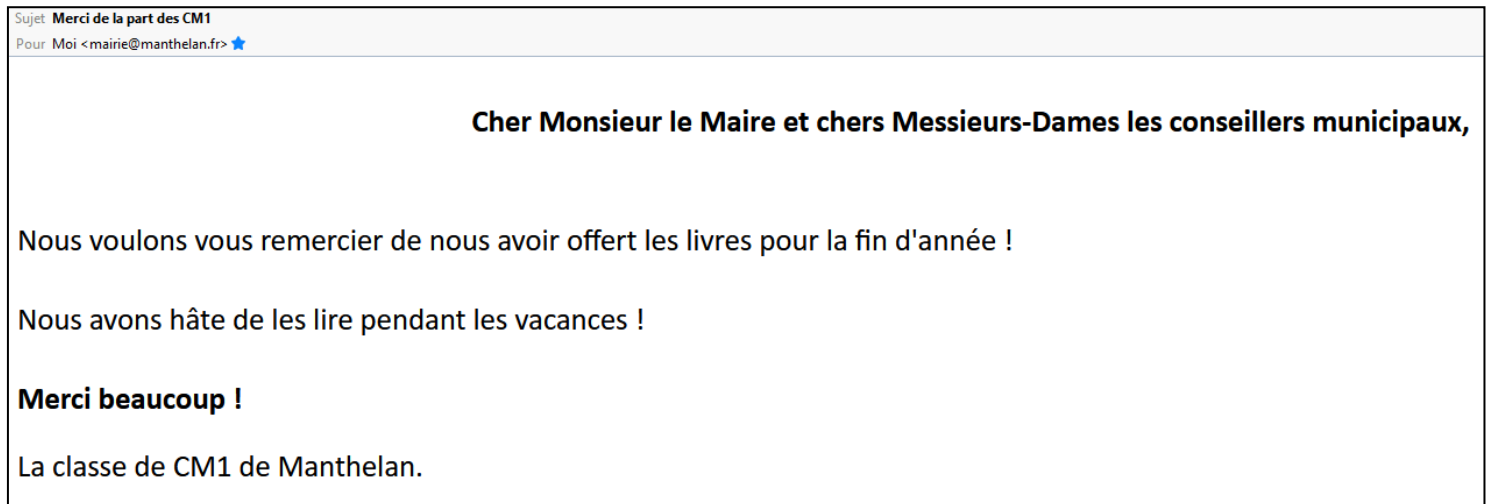 Sujet Merci de la part des CM1
Pour Moi <mairie@manthelan.fr>
Cher Monsieur le Maire et chers Messieurs-Dames les conseillers municipaux,
Nous voulons vous remercier de nous avoir offert les livres pour la fin d'année !
Nous avons hâte de les lire pendant les vacances !
Merci beaucoup !
La classe de CM1 de Manthelan.